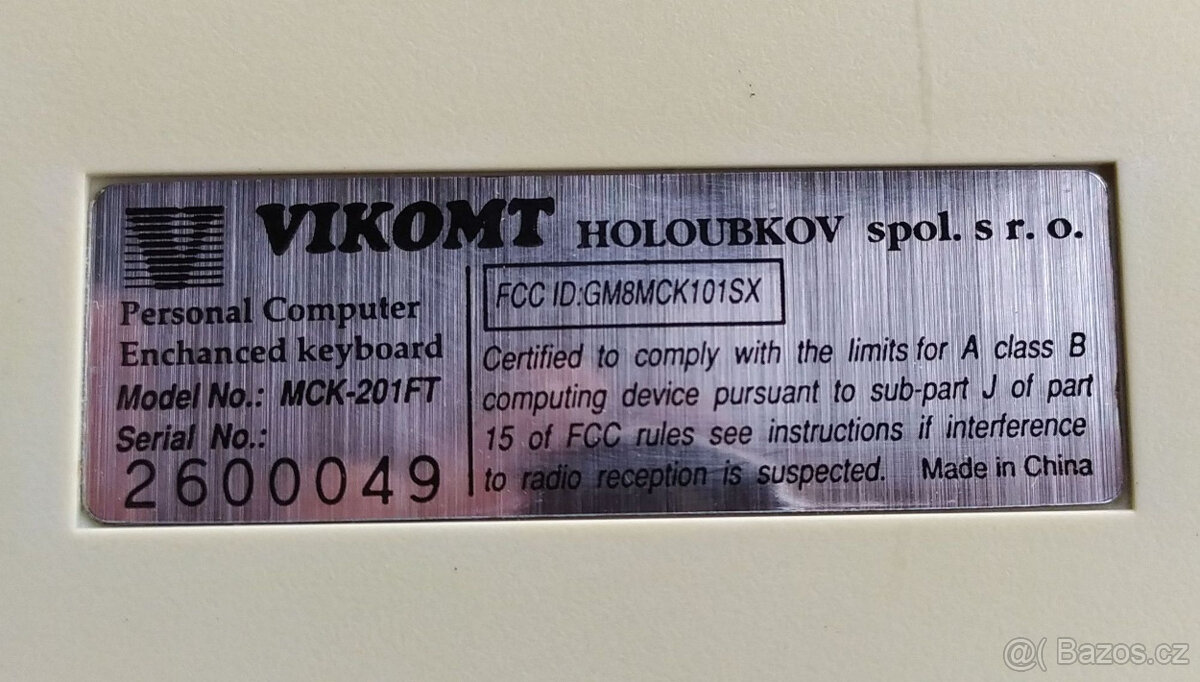 VIKOMT HOLOUBKOV spol. s r. o.
Personal Computer
Enchanced keyboard
Model No.: MCK-201FT
Serial No.:
2600049
FCC ID:GM8MCK101SX
Certified to comply with the limits for A class B
computing device pursuant to sub-part J of part
15 of FCC rules see instructions if interference
to radio reception is suspected. Made in China
@( Bazos.cz